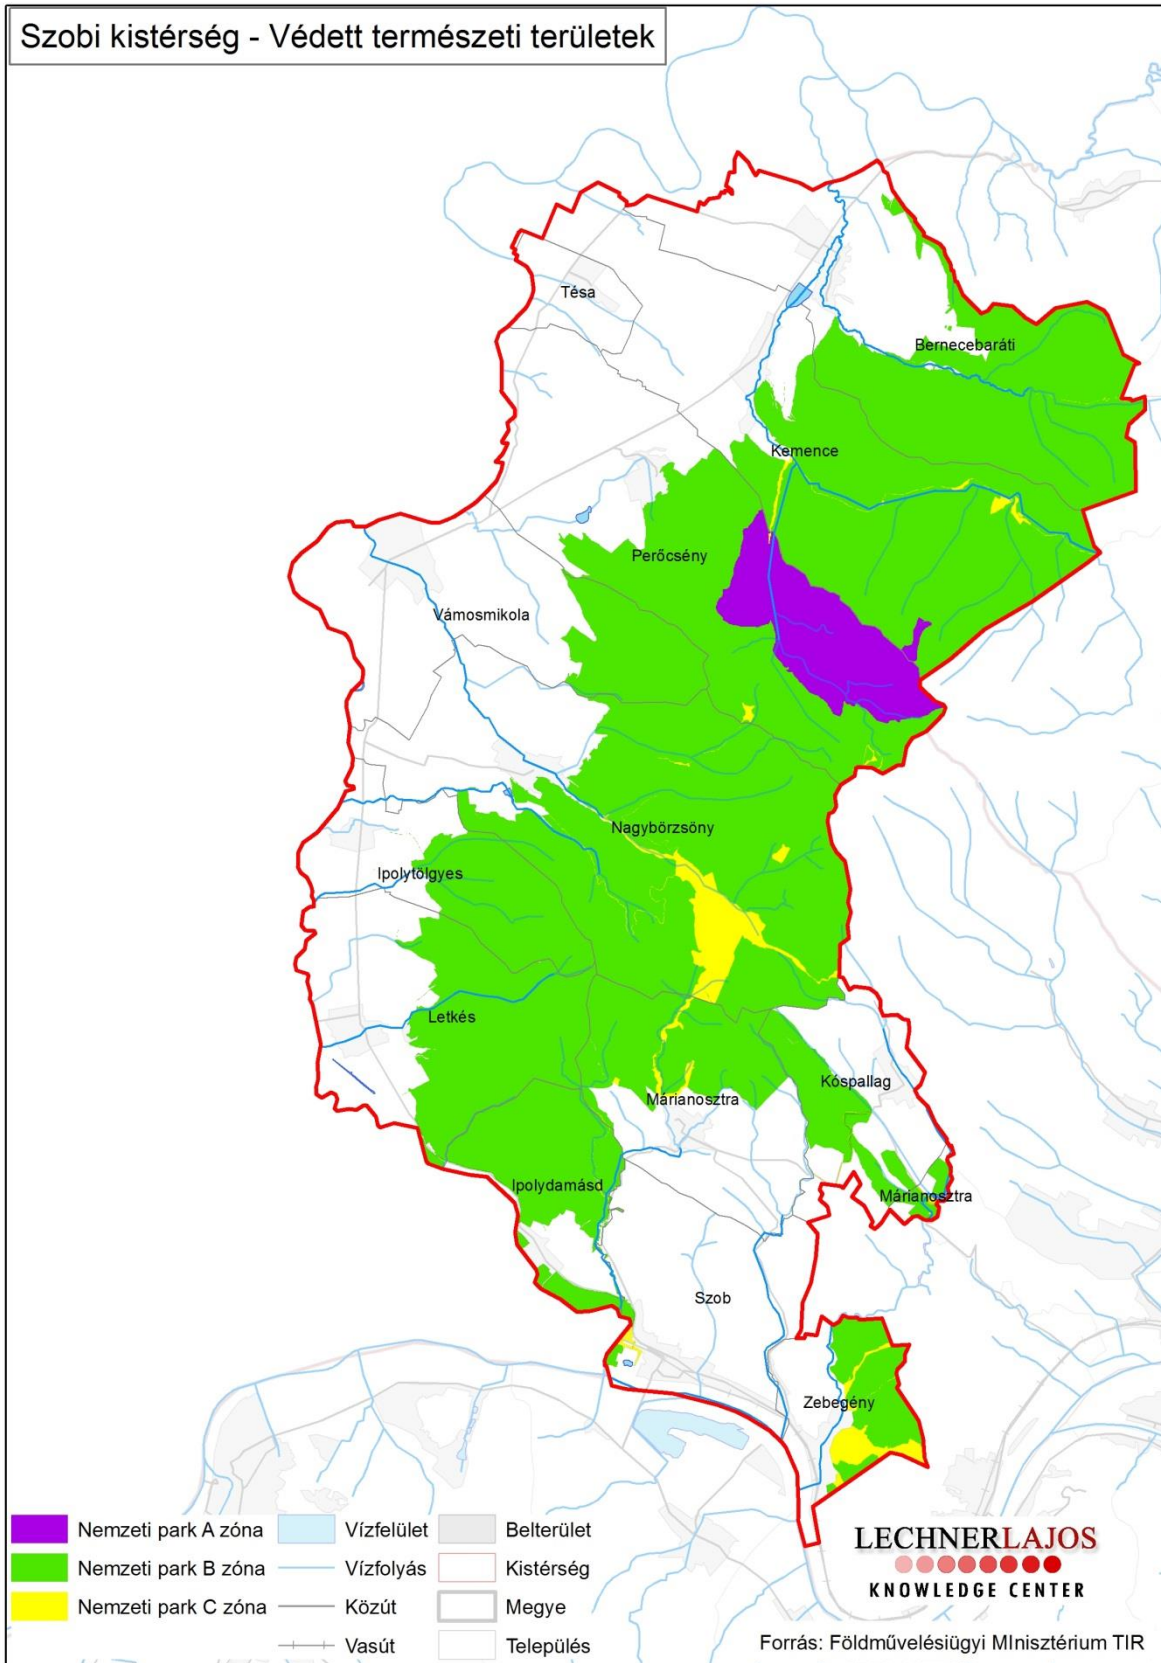 Szobi kistérség - Védett természeti területek
Tésa
Bernecebaráti
Kemence
Perőcsény
Vámosmikola
Nagybörzsöny
Ipolytölgyes
Letkés
Kóspallag
Márianosztra
Ipolydamásd
Márianosztra
Szob
Zebegény
Nemzeti park A zóna
Nemzeti park B zóna
Nemzeti park C zóna
Vízfelület
Vízfolyás
Közút
Vasút
Belterület
Kistérség
Megye
Település
LECHNERLAJOS
KNOWLEDGE CENTER
Forrás: Földművelésiügyi MInisztérium TIR